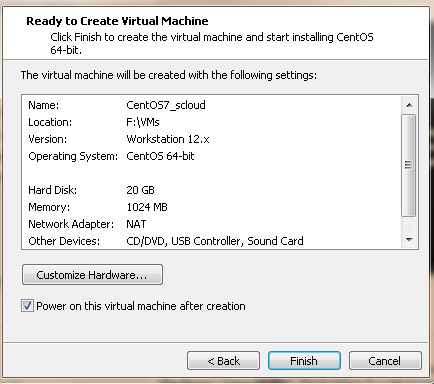 Ready to Create Virtual Machine
Click Finish to create the virtual machine and start installing CentOS
64-bit.
The virtual machine will be created with the following settings:
Name: CentOS7_scloud
Location: F:\VMs
Version: Workstation 12.x
Operating System: CentOS 64-bit
Hard Disk: 20 GB
Memory: 1024 MB
Network Adapter: NAT
Other Devices: CD/DVD, USB Controller, Sound Card
Customize Hardware...
Power on this virtual machine after creation
< Back Finish Cancel